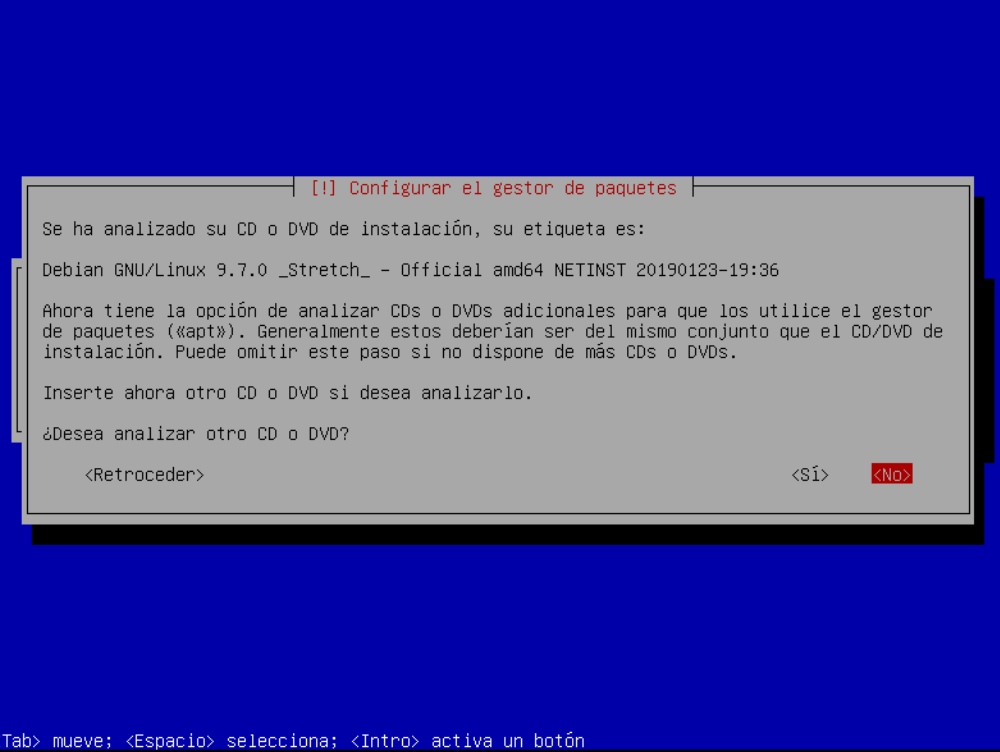 [!] Configurar el gestor de paquetes
Se ha analizado su CD o DVD de instalación, su etiqueta es:
Debian GNU/Linux 9.7.0 _Stretch_ - Official amd64 NETINST 20190123-19:36
Ahora tiene la opción de analizar CDs o DVDs adicionales para que los utilice el gestor
de paquetes («apt»). Generalmente estos deberían ser del mismo conjunto que el CD/DVD de
instalación. Puede omitir este paso si no dispone de más CDs o DVDs.
Inserte ahora otro CD o DVD si desea analizarlo.
¿Desea analizar otro CD o DVD?
<Retroceder> <Sí> <No>
Tab> mueve; <Espacio> selecciona; <Intro> activa un botón